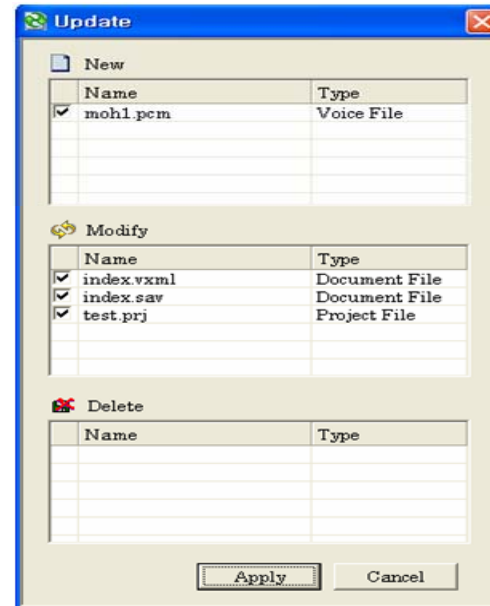 Update
New
Name Type
moh1.pcm Voice File
Modify
Name Type
index.vxml Document File
index.sav Document File
test.prj Project File
Delete
Name Type
Apply Cancel